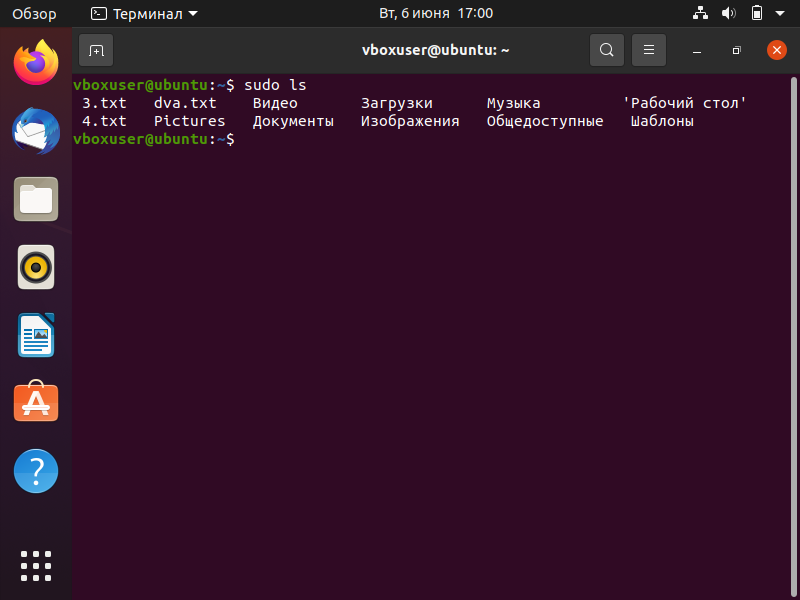 Обзор Терминал Вт, 6 июня 17:00
vboxuser@ubuntu: ~
vboxuser@ubuntu:~$ sudo ls
3.txt dva.txt Видео Загрузки Музыка 'Рабочий стол'
4.txt Pictures Документы Изображения Общедоступные Шаблоны
vboxuser@ubuntu:~$